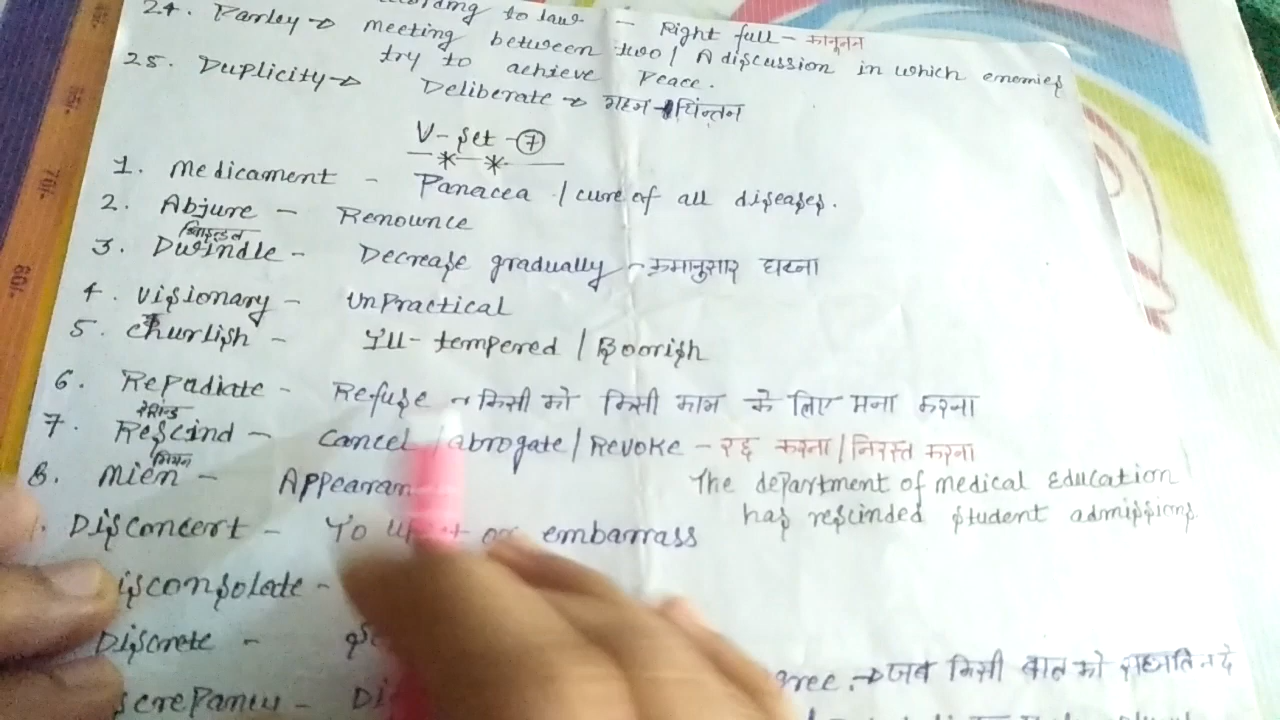 to law - Right full - कानूनन
24. Parley → meeting between two / A discussion in which enemies
try to achieve Peace.
25. Duplicity → Deliberate → गहन चिंतन
V-set-7
1. Medicament - Panacea / cure of all diseases.
2. Abjure - Renounce
3. Dwindle - Decrease gradually - क्रमानुसार घटना
4. Visionary - UnPractical
5. Churlish - Ill-tempered / Boorish
6. Repudiate - Refuse → किसी को किसी काम के लिए मना करना
7. Rescind - Cancel / abrogate / Revoke - रद्द करना / निरस्त करना
8. Mien - Appearan
The department of medical Education
has rescinded student admissions.
Disconcert - To or embarrass
isconsolate -
Discrete -
→ जब किसी बात को सहमति न दे